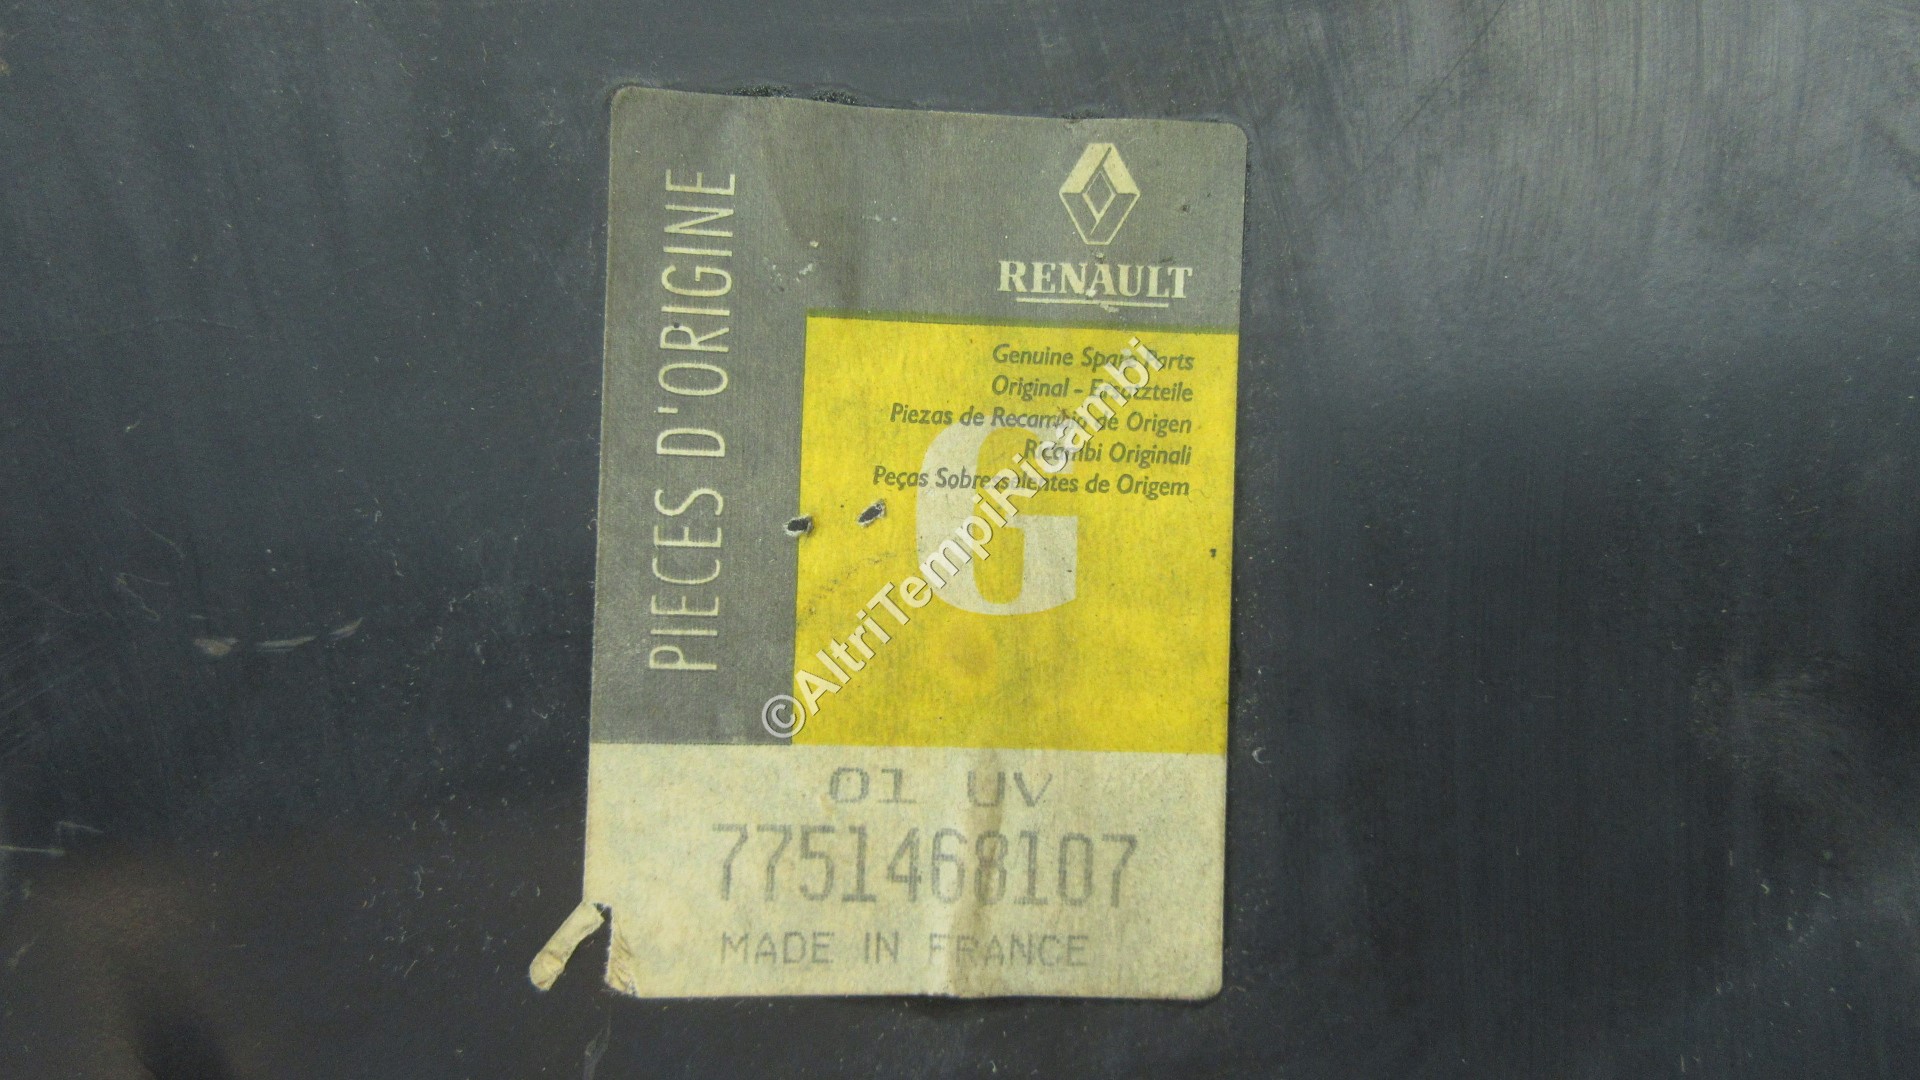 PIECES D'ORIGINE
RENAULT
Genuine Spare Parts
Original - Ersatzteile
Piezas de Recambio de Origen
Ricambi Originali
Peças Sobresselentes de Origem
G
©AltriTempiRicambi
01 UV
7751468107
MADE IN FRANCE